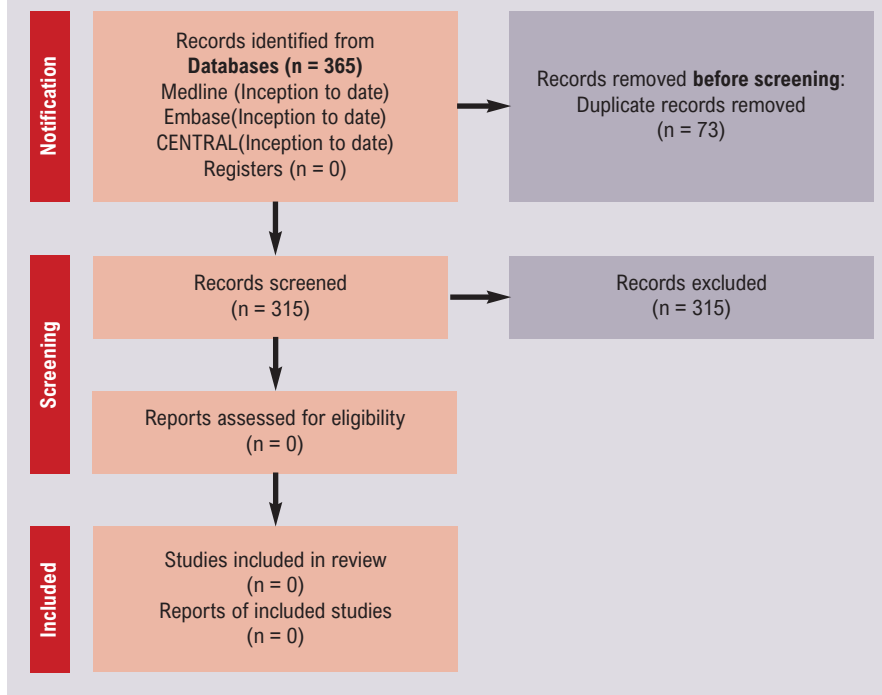 Notification
Records identified from
Databases (n = 365)
Medline (Inception to date)
Embase(Inception to date)
CENTRAL(Inception to date)
Registers (n = 0)
Records removed before screening:
Duplicate records removed
(n = 73)
Screening
Records screened
(n = 315)
Records excluded
(n = 315)
Reports assessed for eligibility
(n = 0)
Included
Studies included in review
(n = 0)
Reports of included studies
(n = 0)